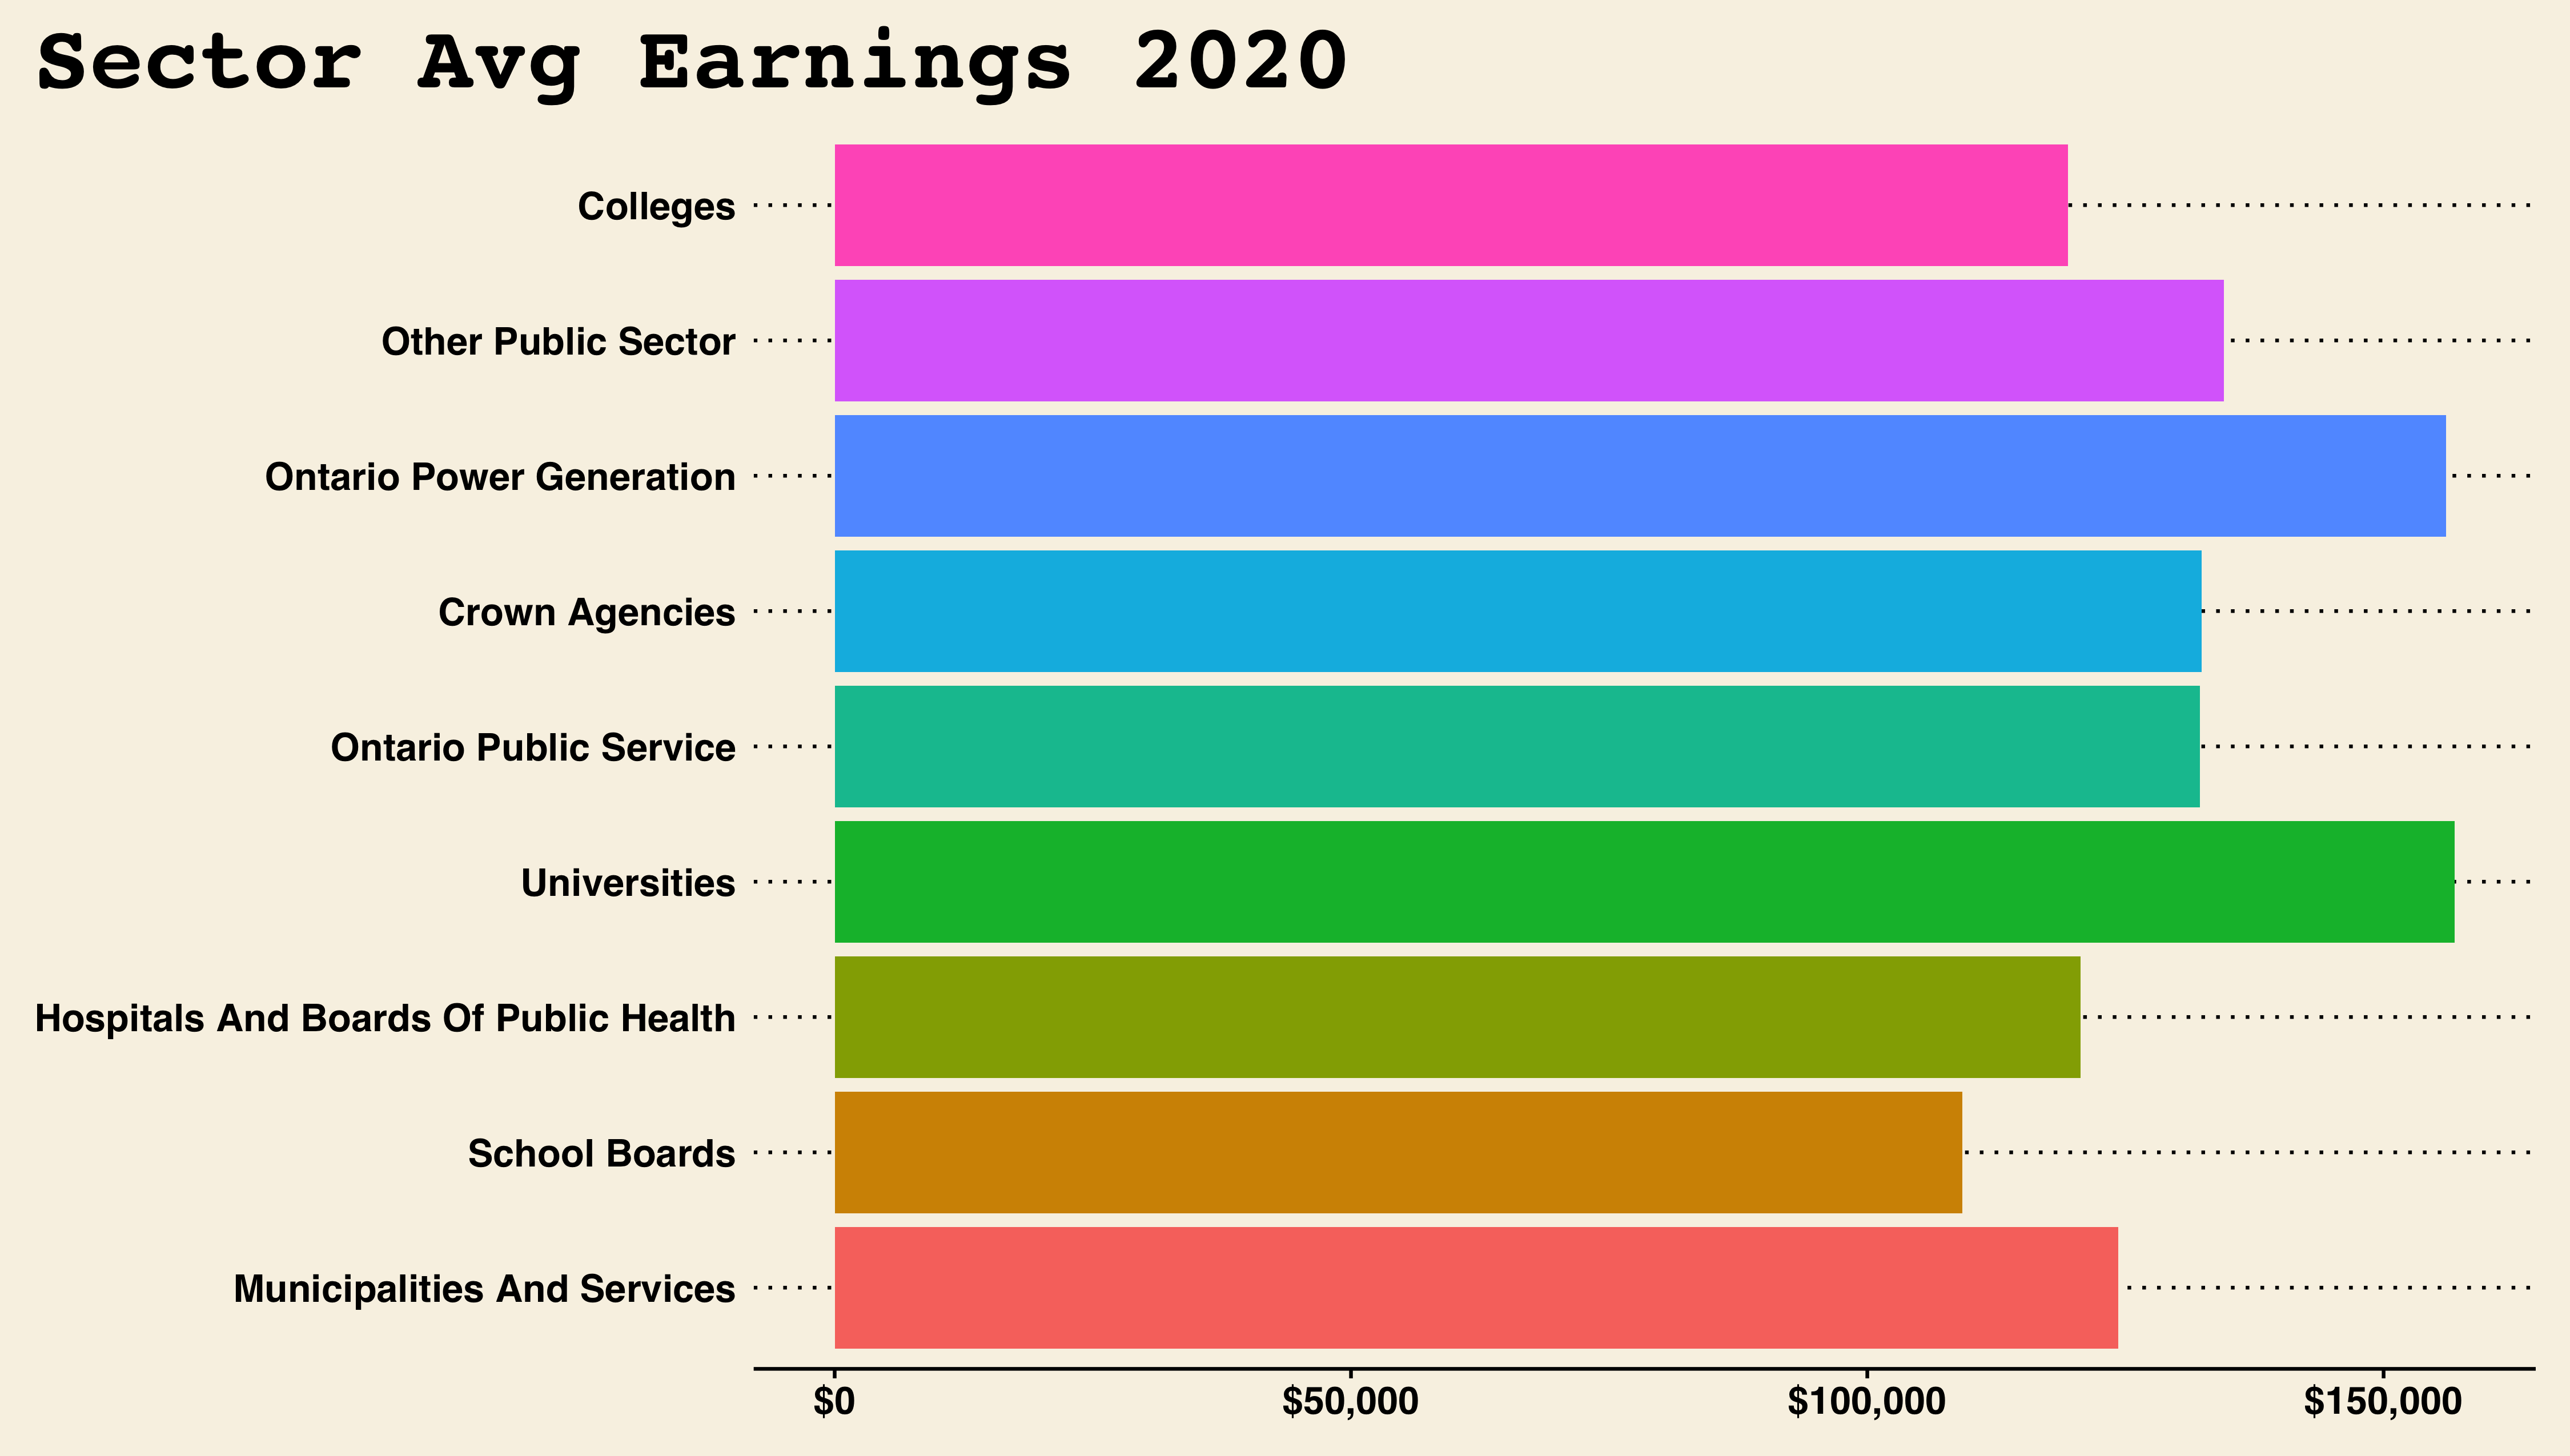 Sector Avg Earnings 2020
Colleges
Other Public Sector
Ontario Power Generation
Crown Agencies
Ontario Public Service
Universities
Hospitals And Boards Of Public Health
School Boards
Municipalities And Services
$0 $50,000 $100,000 $150,000